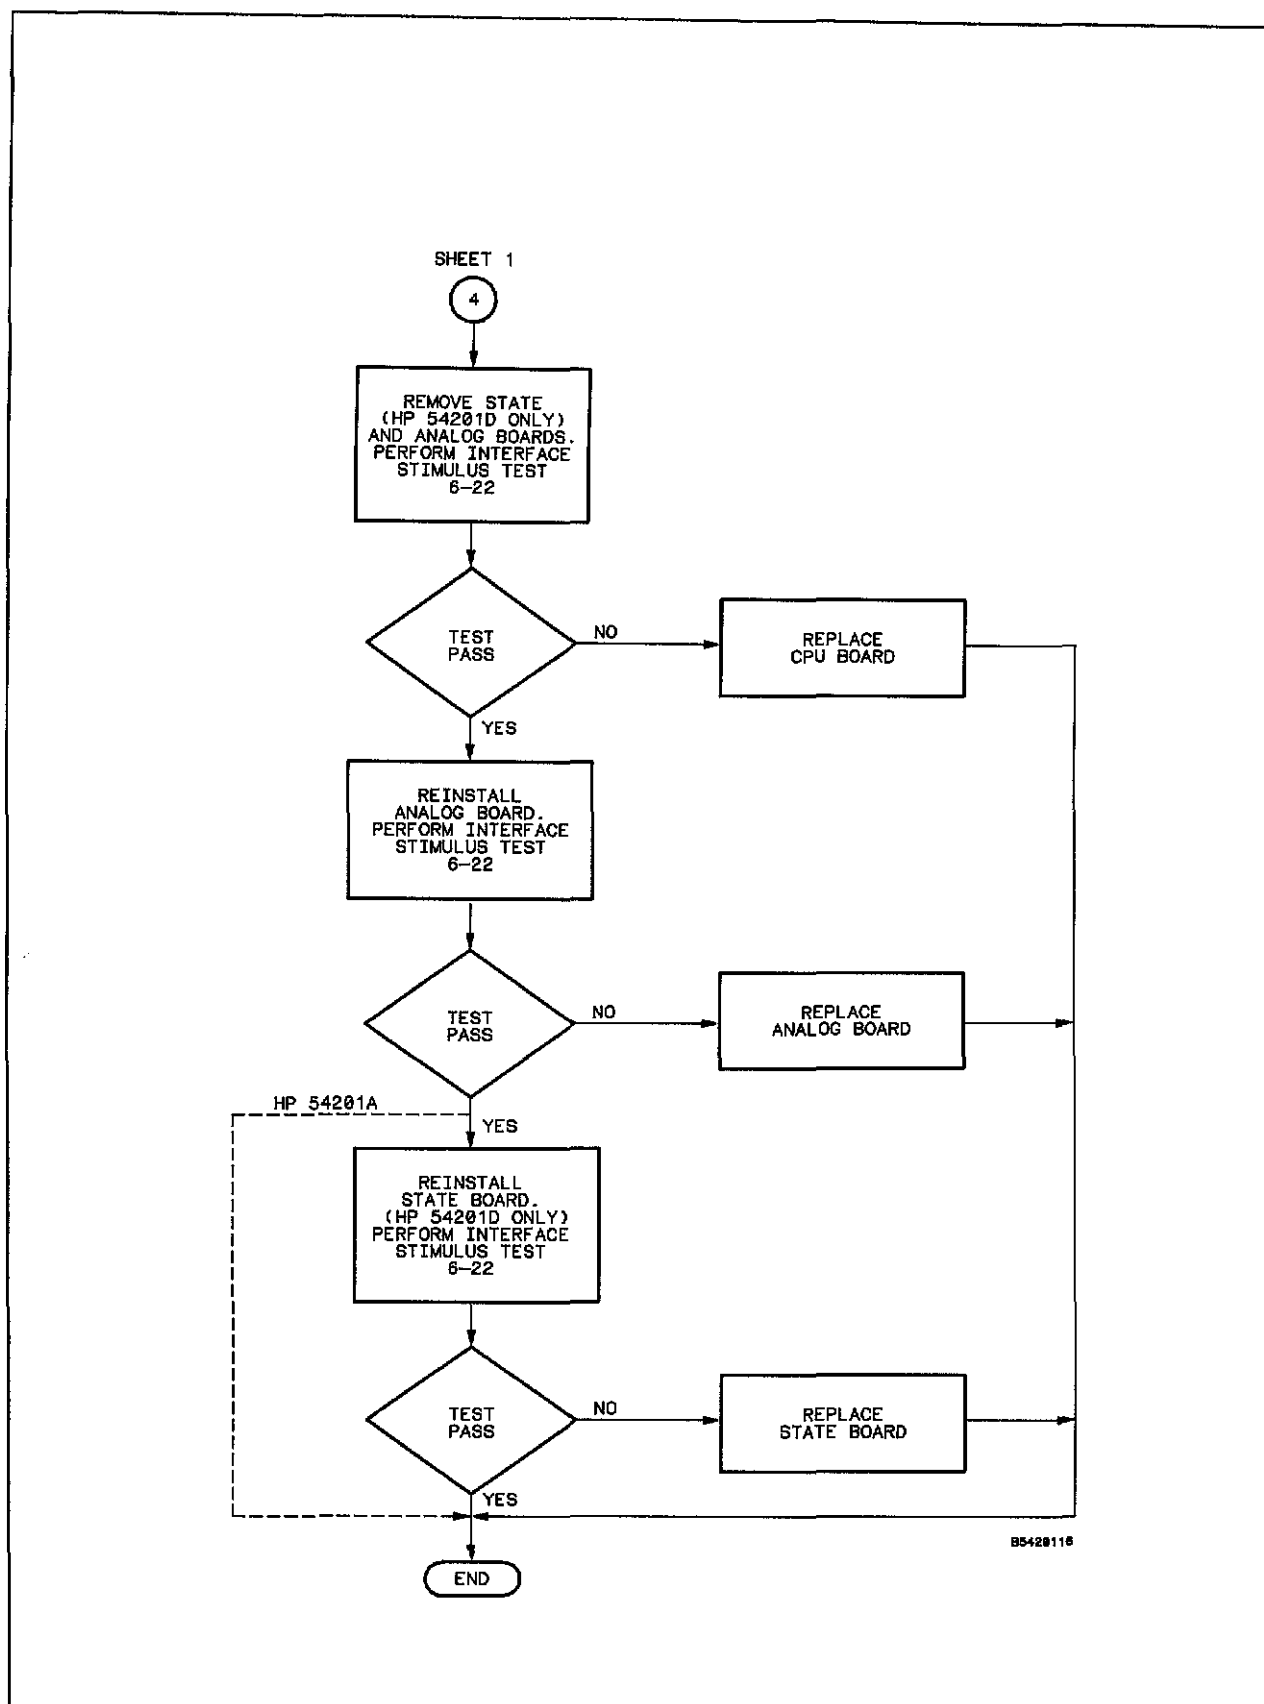 SHEET 1
4
REMOVE STATE
(HP 54201D ONLY)
AND ANALOG BOARDS.
PERFORM INTERFACE
STIMULUS TEST
6-22
TEST
PASS
NO
REPLACE
CPU BOARD
YES
REINSTALL
ANALOG BOARD.
PERFORM INTERFACE
STIMULUS TEST
6-22
TEST
PASS
NO
REPLACE
ANALOG BOARD
HP 54201A
YES
REINSTALL
STATE BOARD.
(HP 54201D ONLY)
PERFORM INTERFACE
STIMULUS TEST
6-22
TEST
PASS
NO
REPLACE
STATE BOARD
YES
B5420116
END